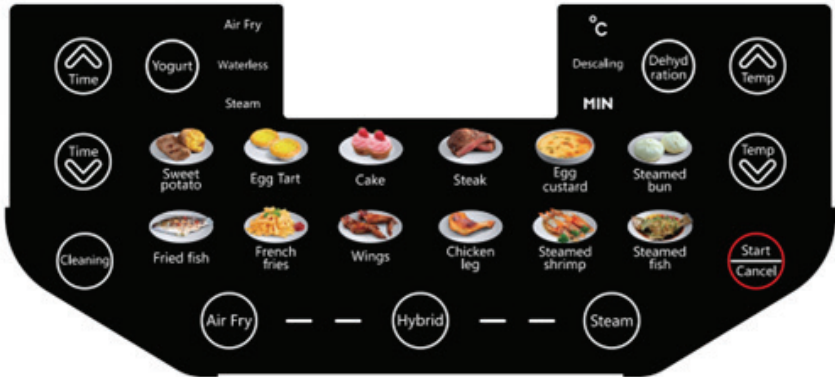 Air Fry
°C
Time
Yogurt
Waterless
Descaling
Dehyd
ration
Temp
Steam
MIN
Time
Sweet
potato
Egg Tart
Cake
Steak
Egg
custard
Steamed
bun
Temp
Cleaning
Fried fish
French
fries
Wings
Chicken
leg
Steamed
shrimp
Steamed
fish
Start
Cancel
Air Fry
Hybrid
Steam